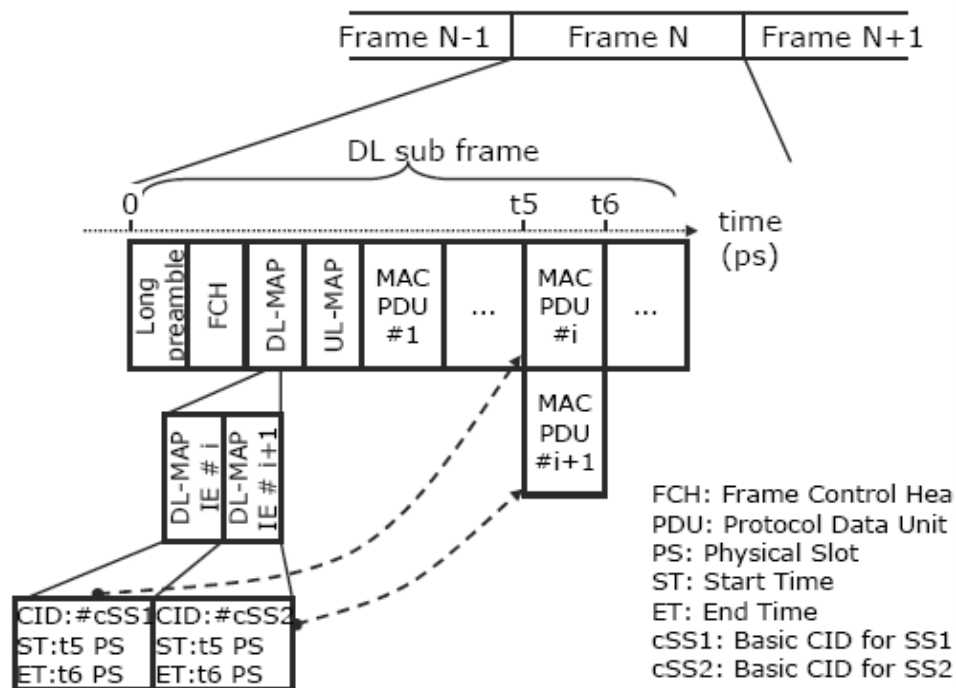 Frame N-1 Frame N Frame N+1
DL sub frame
0 t5 t6
time
(ps)
Long
preamble
FCH
DL-MAP
UL-MAP
MAC
PDU
#1
...
MAC
PDU
#i
...
MAC
PDU
#i+1
DL-MAP
IE # i
DL-MAP
IE # i+1
CID:#cSS1
ST:t5 PS
ET:t6 PS
CID:#cSS2
ST:t5 PS
ET:t6 PS
FCH: Frame Control Hea
PDU: Protocol Data Unit
PS: Physical Slot
ST: Start Time
ET: End Time
cSS1: Basic CID for SS1
cSS2: Basic CID for SS2